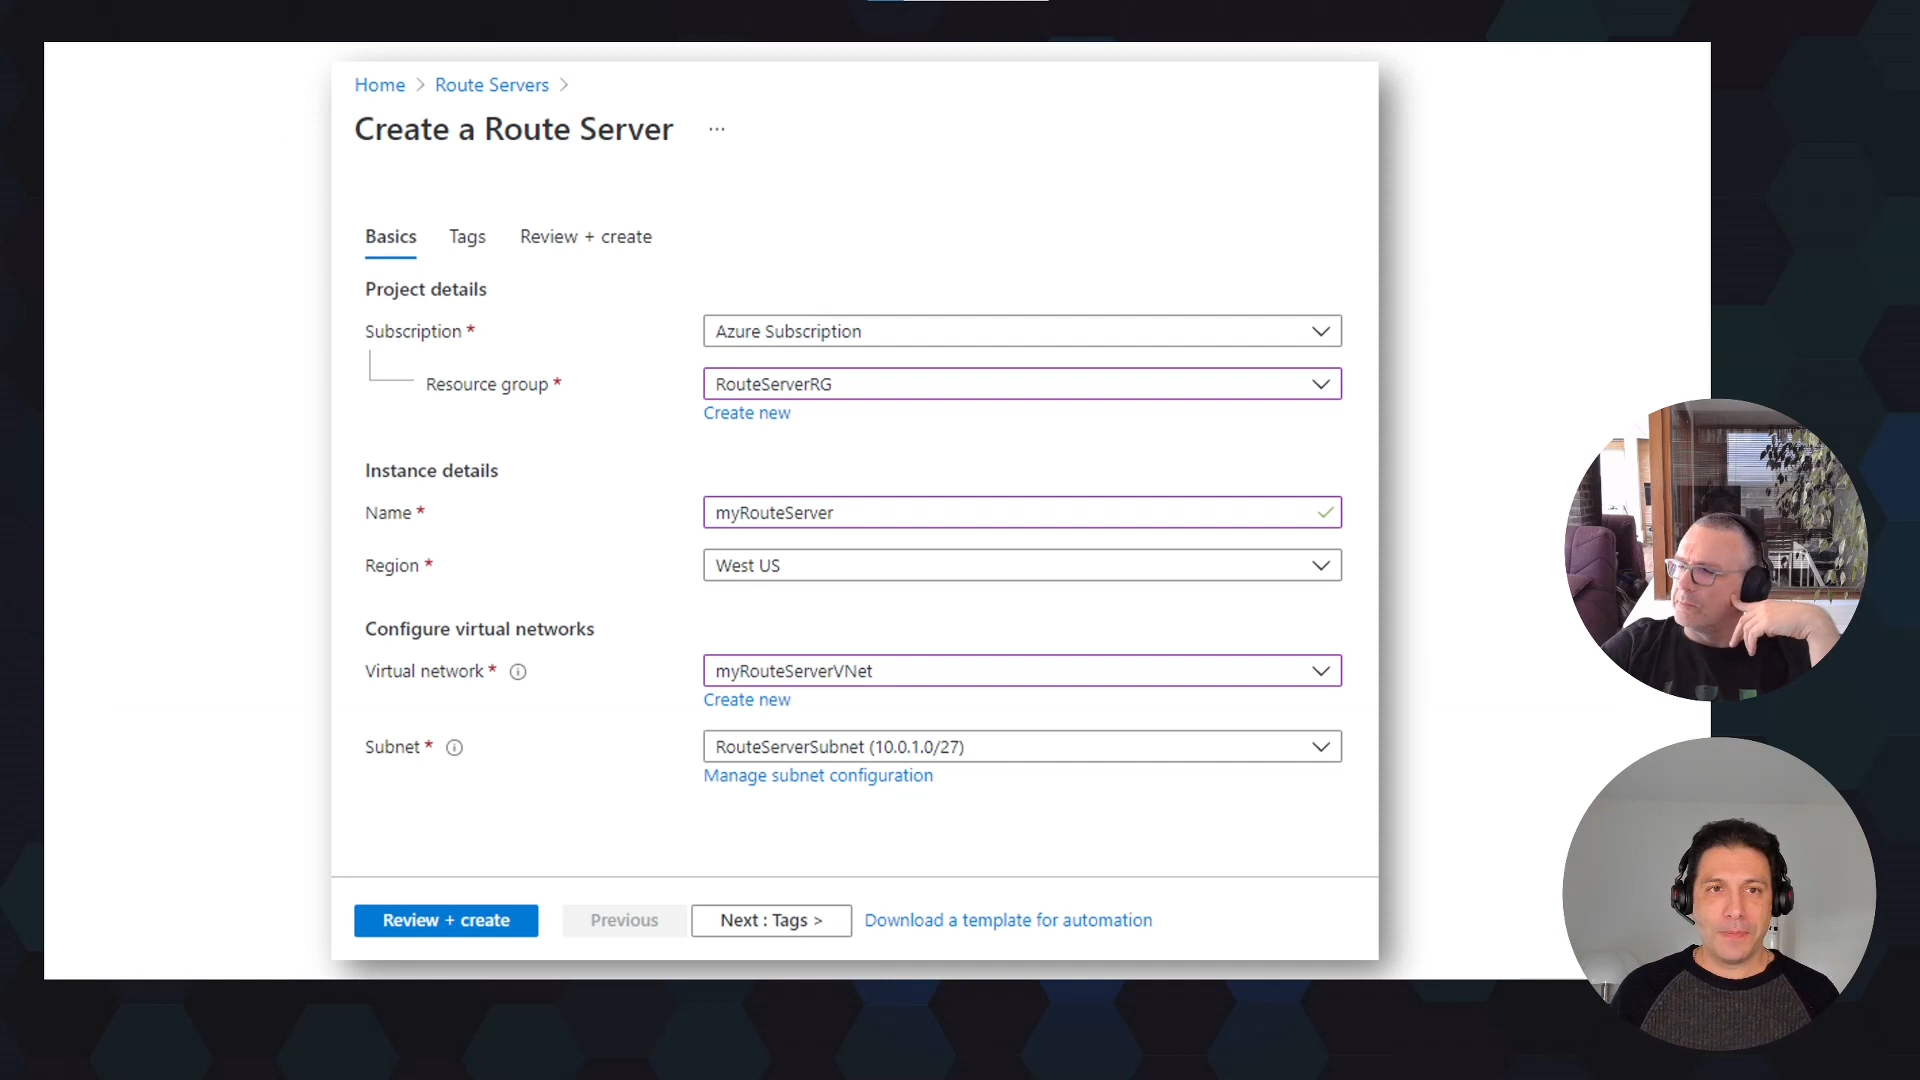 Home > Route Servers >
Create a Route Server ...
Basics Tags Review + create
Project details
Subscription * Azure Subscription
Resource group * RouteServerRG
Create new
Instance details
Name * myRouteServer
Region * West US
Configure virtual networks
Virtual network * myRouteServerVNet
Create new
Subnet * RouteServerSubnet (10.0.1.0/27)
Manage subnet configuration
Review + create Previous Next : Tags > Download a template for automation